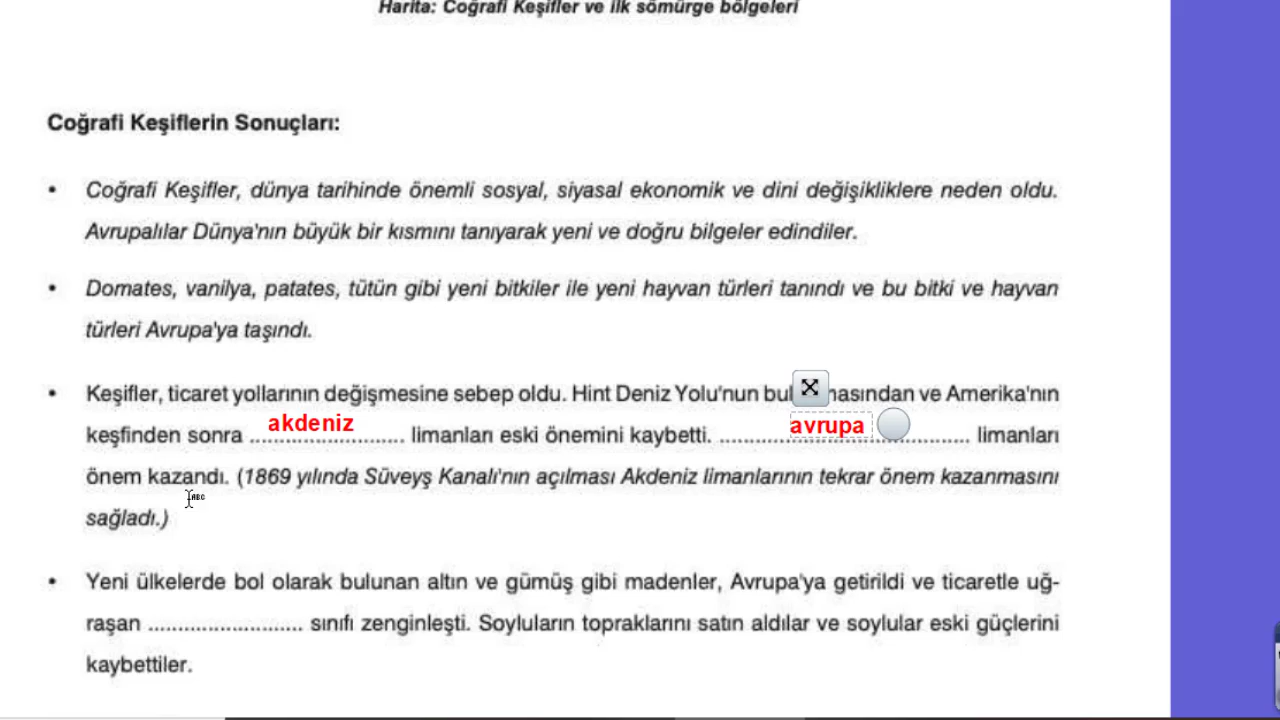 Harita: Coğrafi Keşifler ve ilk sömürge bölgeleri
Coğrafi Keşiflerin Sonuçları:
• Coğrafi Keşifler, dünya tarihinde önemli sosyal, siyasal ekonomik ve dini değişikliklere neden oldu.
Avrupalılar Dünya'nın büyük bir kısmını tanıyarak yeni ve doğru bilgeler edindiler.
• Domates, vanilya, patates, tütün gibi yeni bitkiler ile yeni hayvan türleri tanındı ve bu bitki ve hayvan
türleri Avrupa'ya taşındı.
• Keşifler, ticaret yollarının değişmesine sebep oldu. Hint Deniz Yolu'nun ve Amerika'nın
akdeniz avrupa
keşfinden sonra .......................... limanları eski önemini kaybetti. .......................................... limanları
önem kazandı. (1869 yılında Süveyş Kanalı'nın açılması Akdeniz limanlarının tekrar önem kazanmasını
sağladı.)
• Yeni ülkelerde bol olarak bulunan altın ve gümüş gibi madenler, Avrupa'ya getirildi ve ticaretle uğ-
raşan .......................... sınıfı zenginleşti. Soyluların topraklarını satın aldılar ve soylular eski güçlerini
kaybettiler.